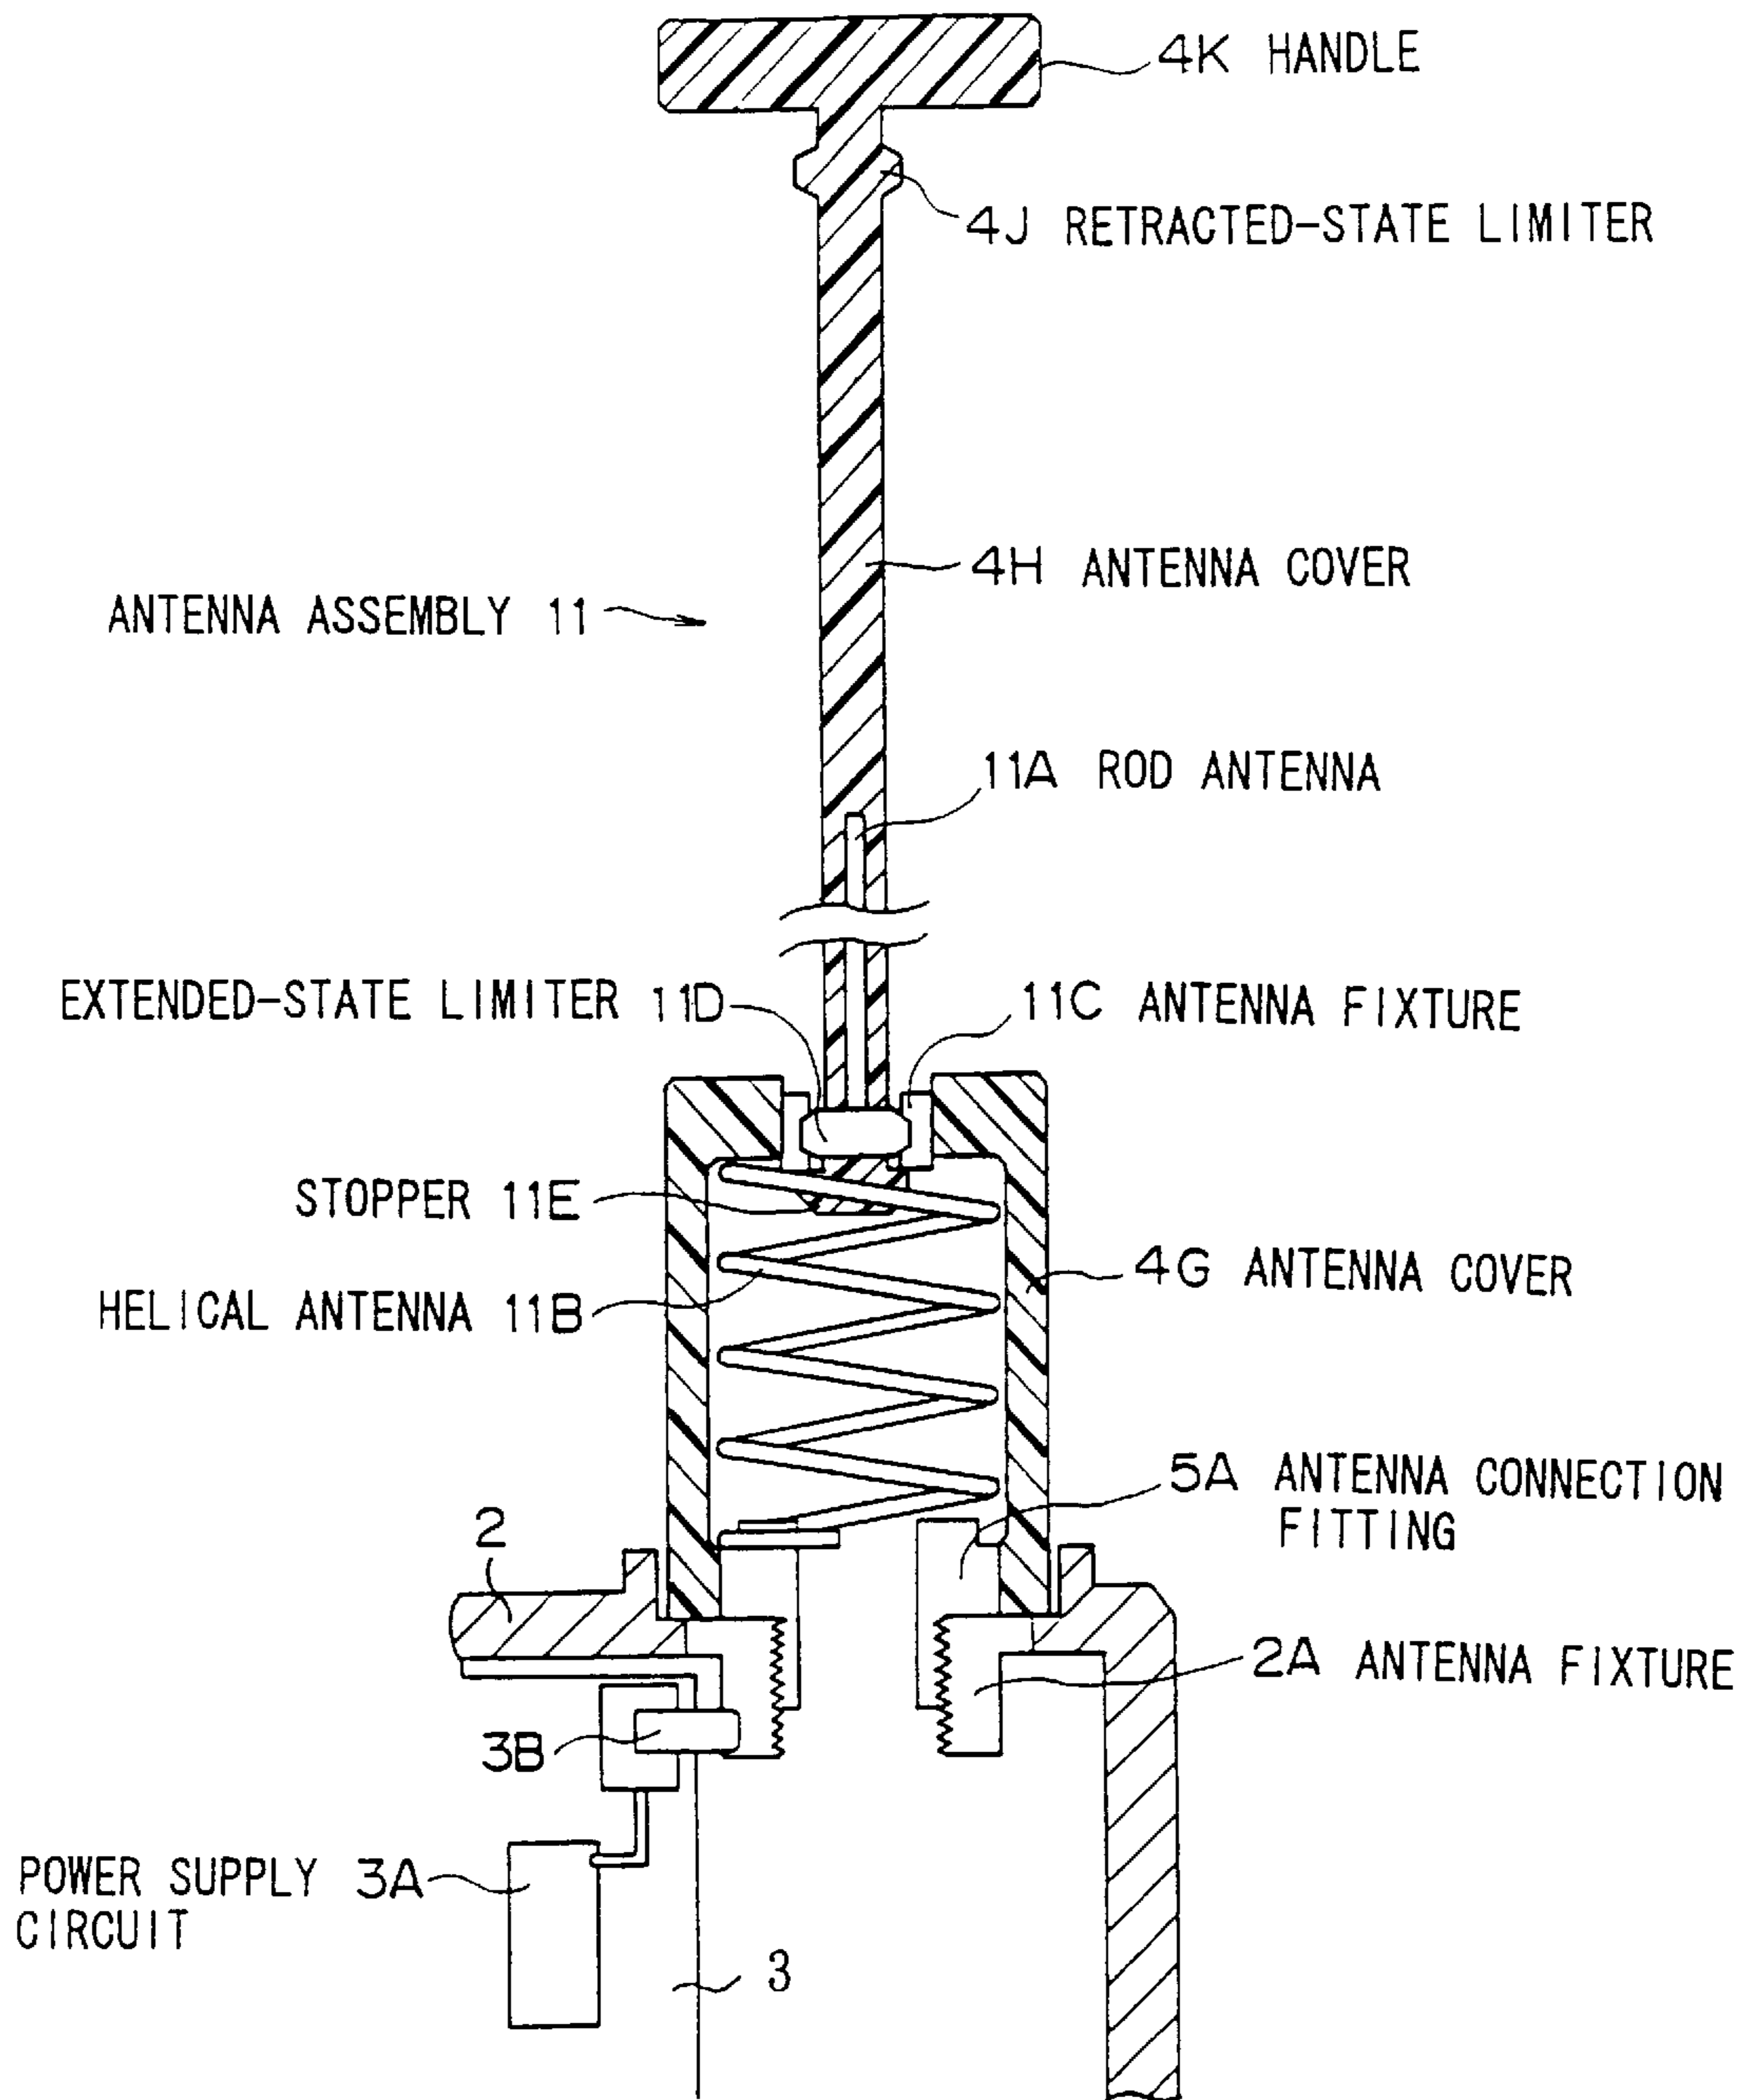 4K HANDLE
4J RETRACTED-STATE LIMITER
4H ANTENNA COVER
ANTENNA ASSEMBLY 11
11A ROD ANTENNA
EXTENDED-STATE LIMITER 11D
11C ANTENNA FIXTURE
STOPPER 11E
4G ANTENNA COVER
HELICAL ANTENNA 11B
5A ANTENNA CONNECTION
FITTING
2
2A ANTENNA FIXTURE
3B
POWER SUPPLY 3A
CIRCUIT
3